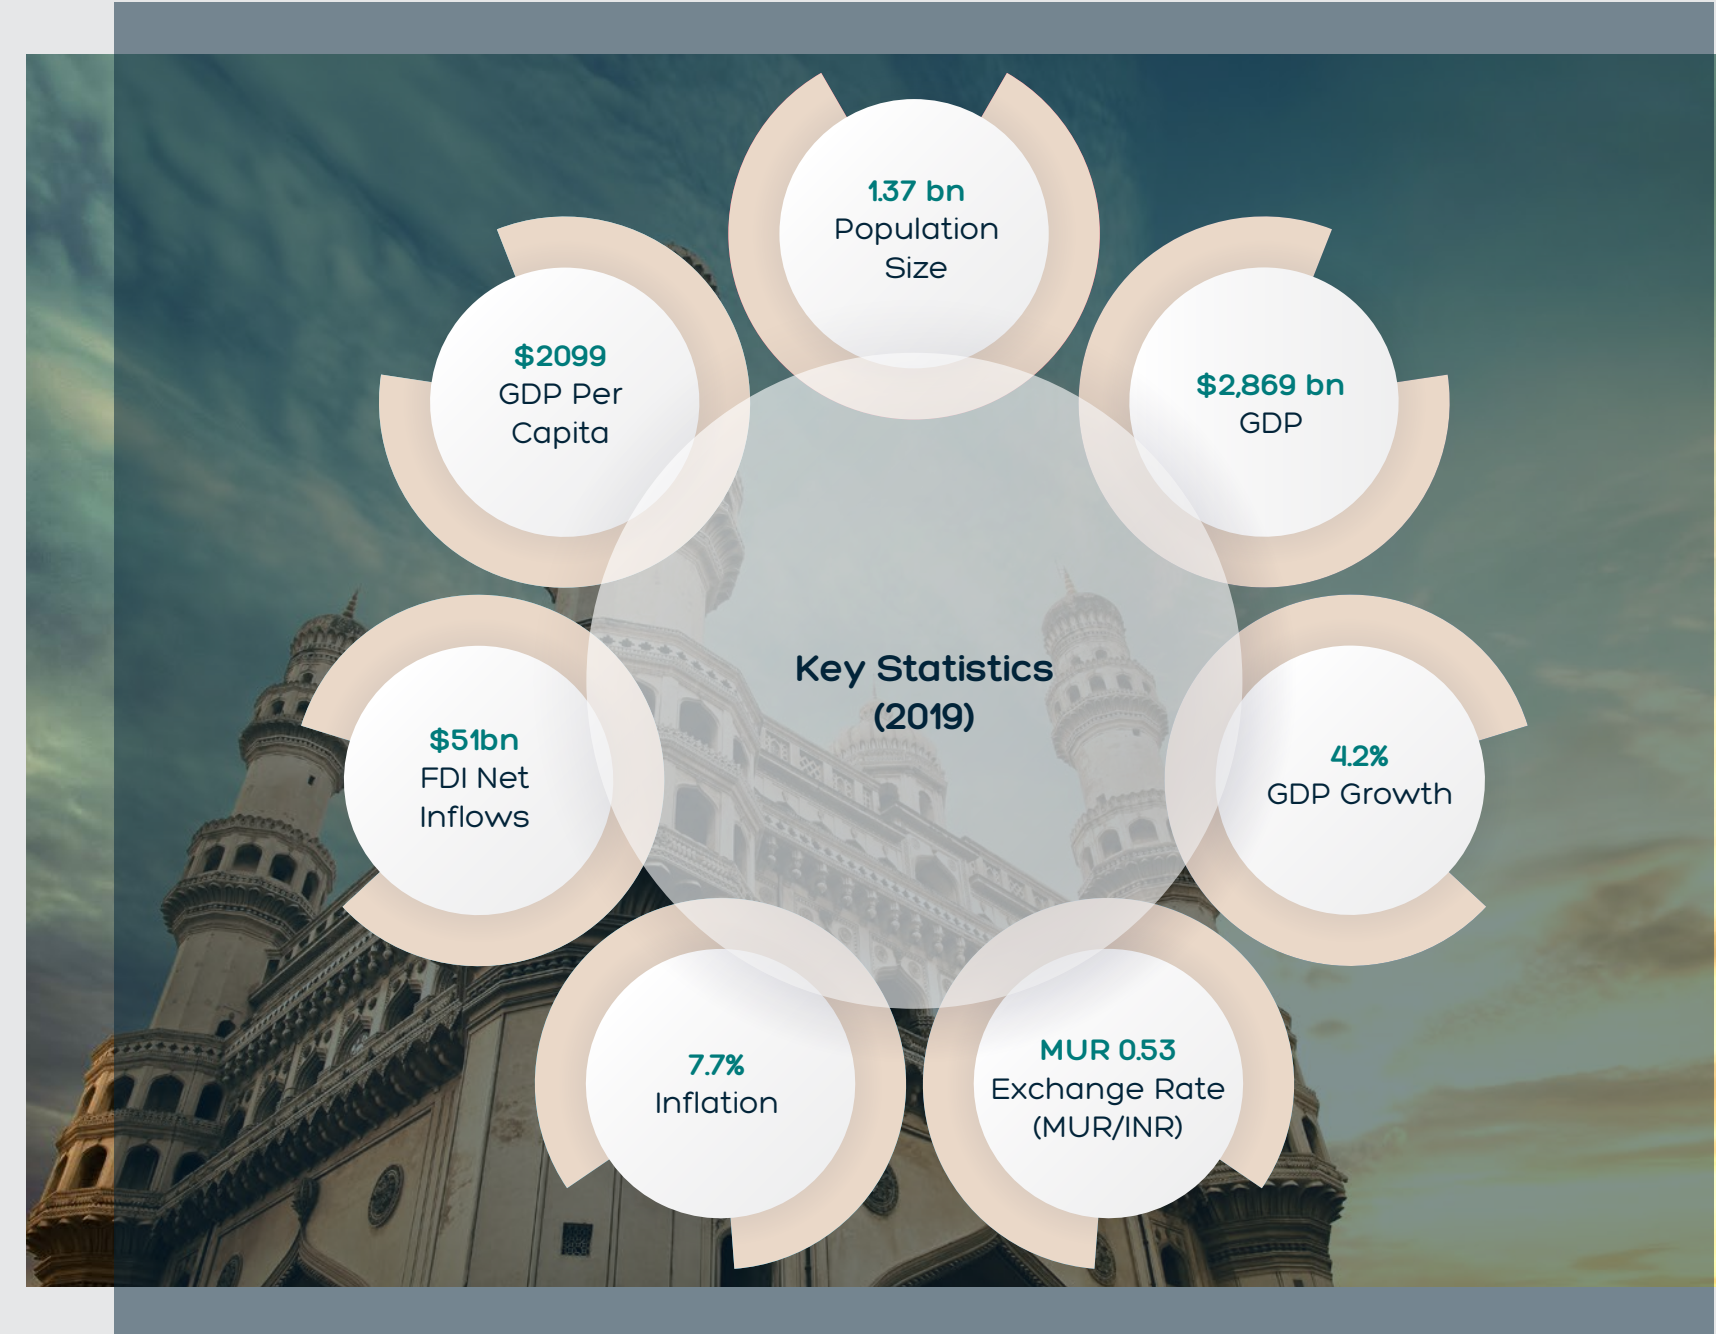 1.37 bn
Population
Size
$2,869 bn
GDP
4.2%
GDP Growth
MUR 0.53
Exchange Rate
(MUR/INR)
7.7%
Inflation
$51bn
FDI Net
Inflows
$2099
GDP Per
Capita
Key Statistics
(2019)